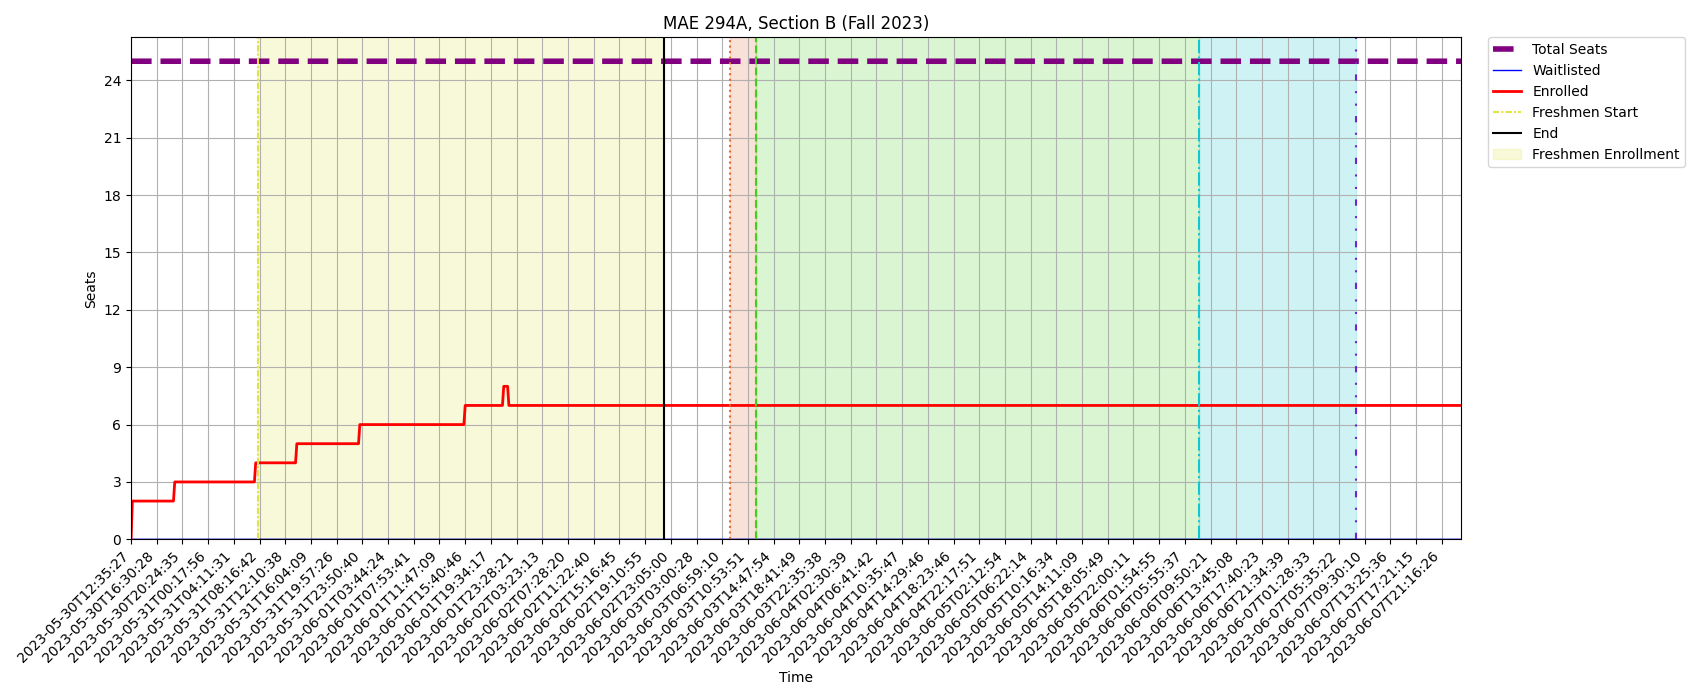 MAE 294A, Section B (Fall 2023)
Total Seats
Waitlisted
Enrolled
Freshmen Start
End
Freshmen Enrollment
Seats
24
21
18
15
12
9
6
3
0
2023-05-30T12:35:27
2023-05-30T16:30:28
2023-05-30T20:24:35
2023-05-31T00:17:56
2023-05-31T04:11:31
2023-05-31T08:16:42
2023-05-31T12:10:38
2023-05-31T16:04:09
2023-05-31T19:57:26
2023-05-31T23:50:40
2023-06-01T03:44:24
2023-06-01T07:53:41
2023-06-01T11:47:09
2023-06-01T15:40:46
2023-06-01T19:34:17
2023-06-01T23:28:21
2023-06-02T03:23:13
2023-06-02T07:28:20
2023-06-02T11:22:40
2023-06-02T15:16:45
2023-06-02T19:10:55
2023-06-02T23:05:00
2023-06-03T03:00:28
2023-06-03T06:59:10
2023-06-03T10:53:51
2023-06-03T14:47:54
2023-06-03T18:41:49
2023-06-03T22:35:38
2023-06-04T02:30:39
2023-06-04T06:41:42
2023-06-04T10:35:47
2023-06-04T14:29:46
2023-06-04T18:23:46
2023-06-04T22:17:51
2023-06-05T02:12:54
2023-06-05T06:22:14
2023-06-05T10:16:34
2023-06-05T14:11:09
2023-06-05T18:05:49
2023-06-05T22:00:11
2023-06-06T01:54:55
2023-06-06T05:55:37
2023-06-06T09:50:21
2023-06-06T13:45:08
2023-06-06T17:40:23
2023-06-06T21:34:39
2023-06-07T01:28:33
2023-06-07T05:35:22
2023-06-07T09:30:10
2023-06-07T13:25:36
2023-06-07T17:21:15
2023-06-07T21:16:26
Time